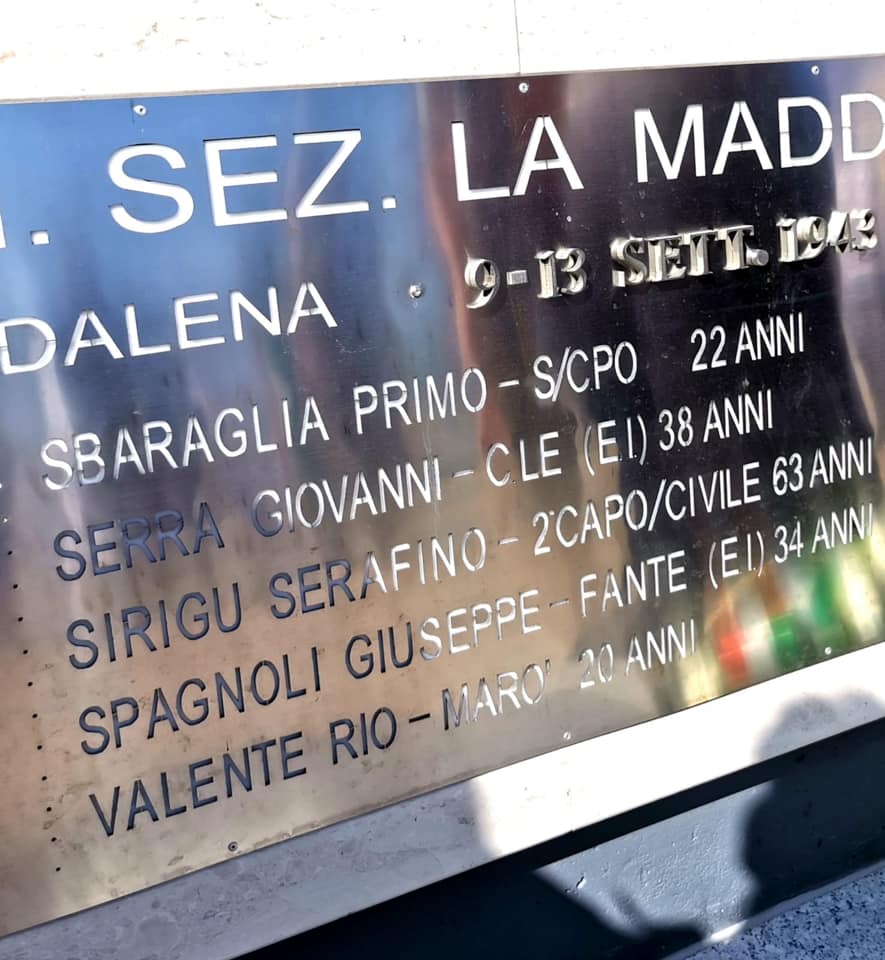 . SEZ. LA MADD
DALENA 9-13 SETT. 1943
SBARAGLIA PRIMO - S/CPO 22 ANNI
SERRA GIOVANNI - C.LE (E.I.) 38 ANNI
SIRIGU SERAFINO - 2°CAPO/CIVILE 63 ANNI
SPAGNOLI GIUSEPPE - FANTE (E.I.) 34 ANNI
VALENTE RIO - MARO' 20 ANNI